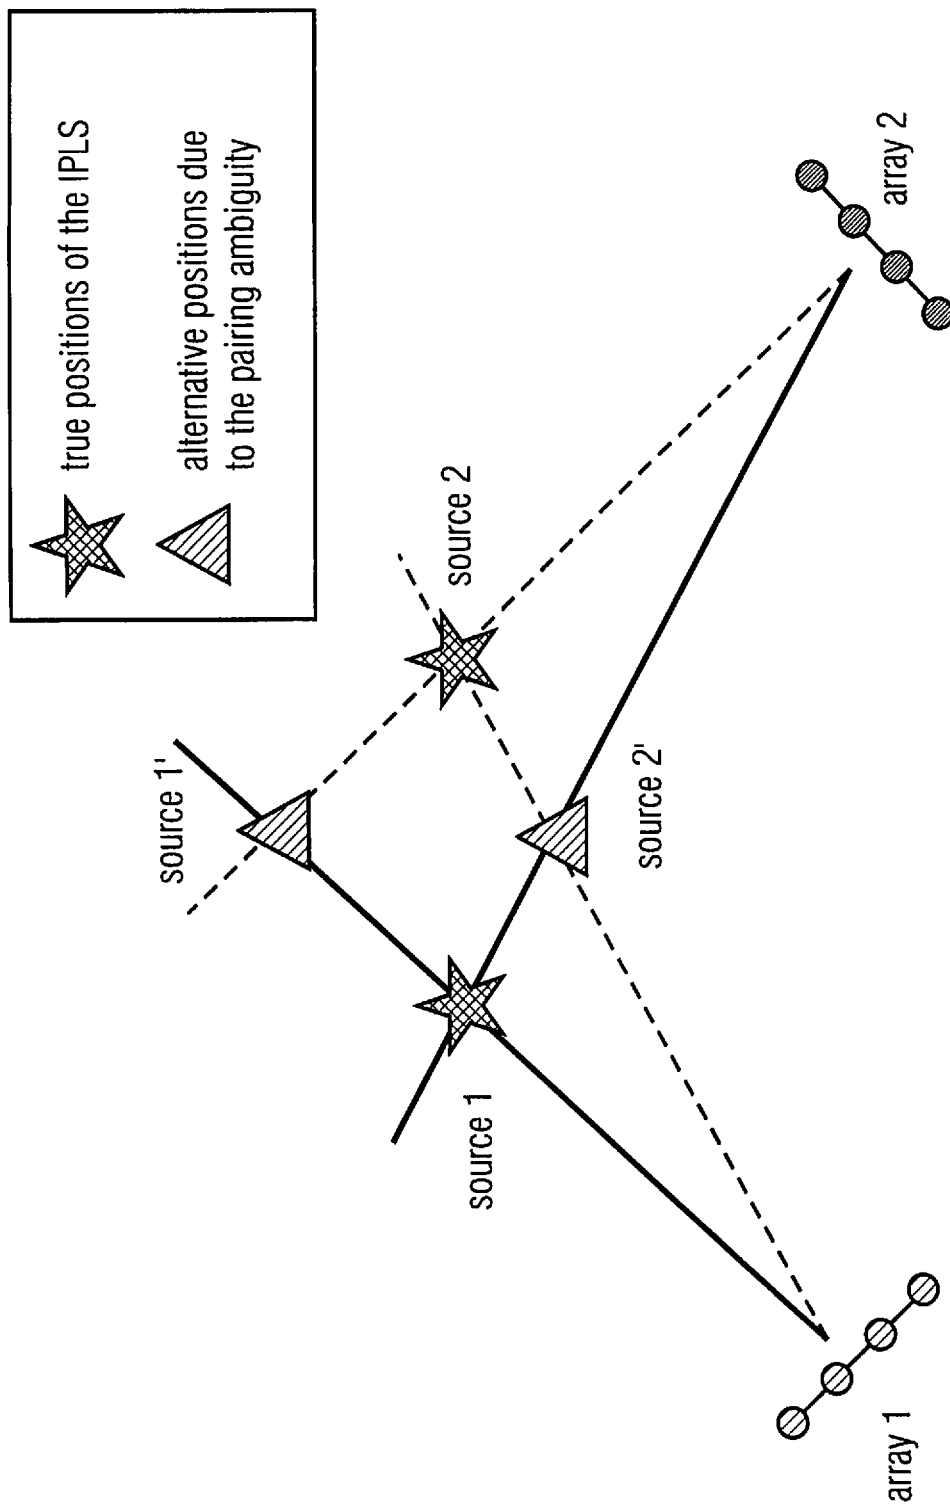 true positions of the IPLS
alternative positions due
to the pairing ambiguity
source 1'
source 2
source 1
source 2'
array 1
array 2